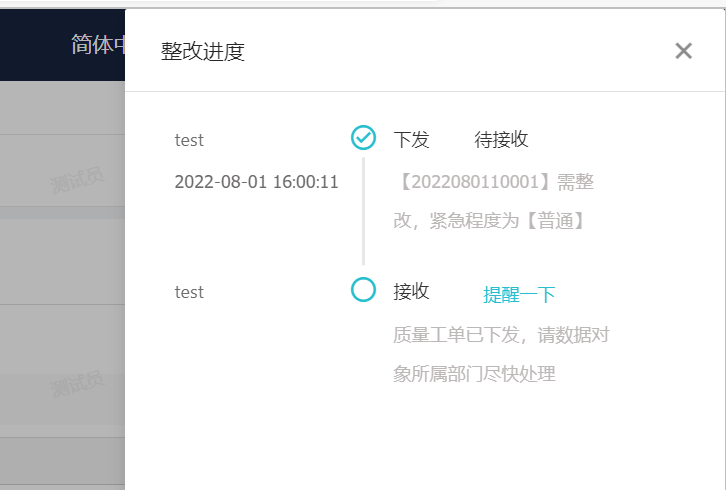 简体中
整改进度
test
下发 待接收
2022-08-01 16:00:11
【2022080110001】需整
改，紧急程度为【普通】
test
接收 提醒一下
质量工单已下发，请数据对
象所属部门尽快处理
测试员
测试员